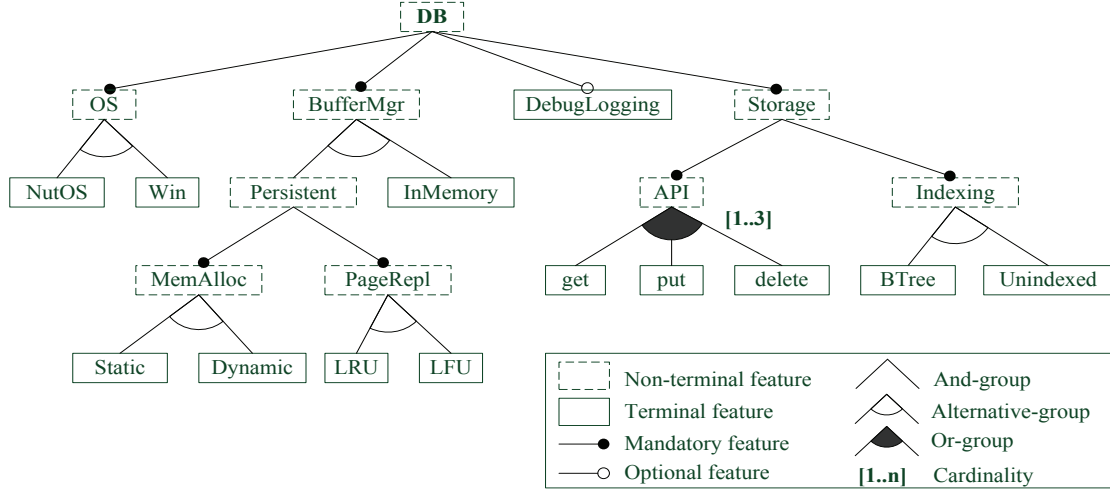 DB
OS BufferMgr DebugLogging Storage
NutOS Win Persistent InMemory API Indexing
[1..3]
MemAlloc PageRepl get put delete BTree Unindexed
Static Dynamic LRU LFU
Non-terminal feature And-group
Terminal feature Alternative-group
Mandatory feature Or-group
Optional feature [1..n] Cardinality